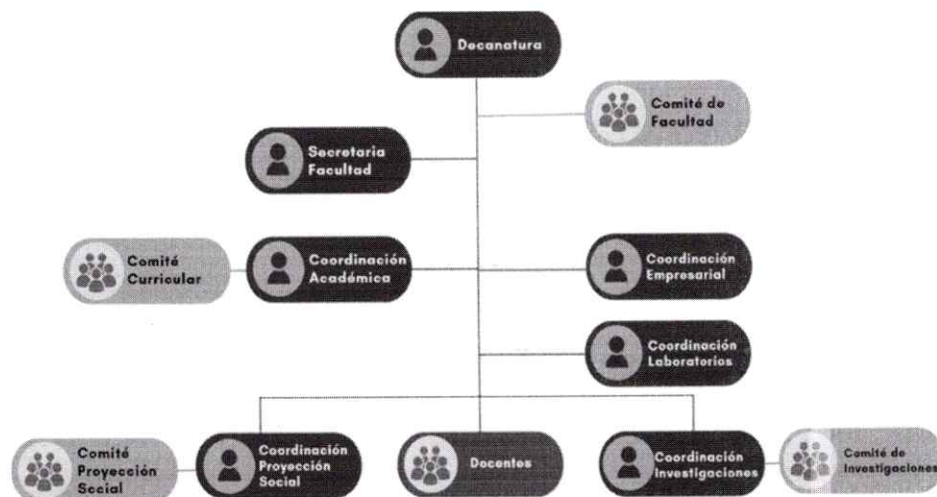 Decanatura
Comité de
Facultad
Secretaria
Facultad
Comité
Curricular
Coordinación
Académica
Coordinación
Empresarial
Coordinación
Laboratorios
Comité
Proyección
Social
Coordinación
Proyección
Social
Docentes
Coordinación
Investigaciones
Comité de
Investigaciones